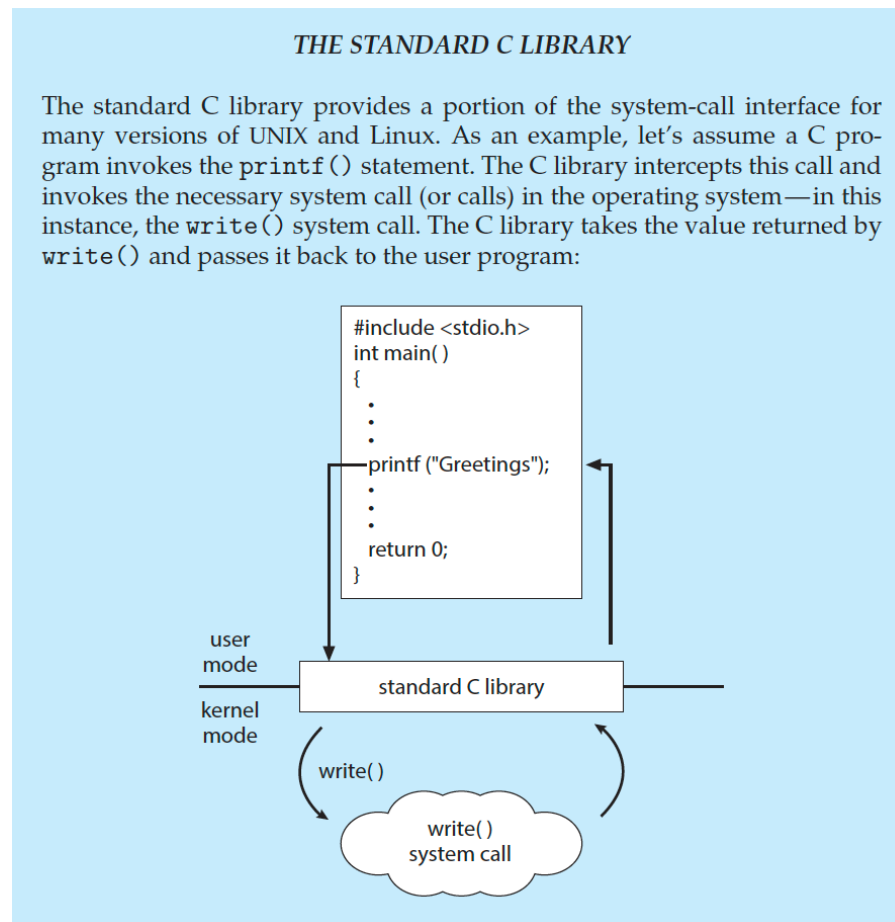 THE STANDARD C LIBRARY
The standard C library provides a portion of the system-call interface for
many versions of UNIX and Linux. As an example, let's assume a C pro-
gram invokes the printf() statement. The C library intercepts this call and
invokes the necessary system call (or calls) in the operating system—in this
instance, the write() system call. The C library takes the value returned by
write() and passes it back to the user program:
#include <stdio.h>
int main( )
{
•
•
•
printf ("Greetings");
•
•
•
return 0;
}
user
mode
standard C library
kernel
mode
write( )
write( )
system call